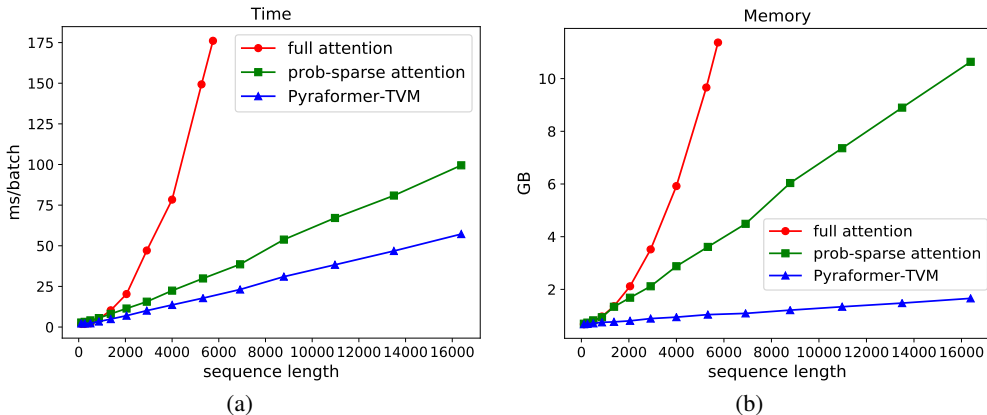 Time
175
150
125
100
75
50
25
0
ms/batch
full attention
prob-sparse attention
Pyraformer-TVM
0 2000 4000 6000 8000 10000 12000 14000 16000
sequence length
(a)
Memory
10
8
6
4
2
GB
full attention
prob-sparse attention
Pyraformer-TVM
0 2000 4000 6000 8000 10000 12000 14000 16000
sequence length
(b)